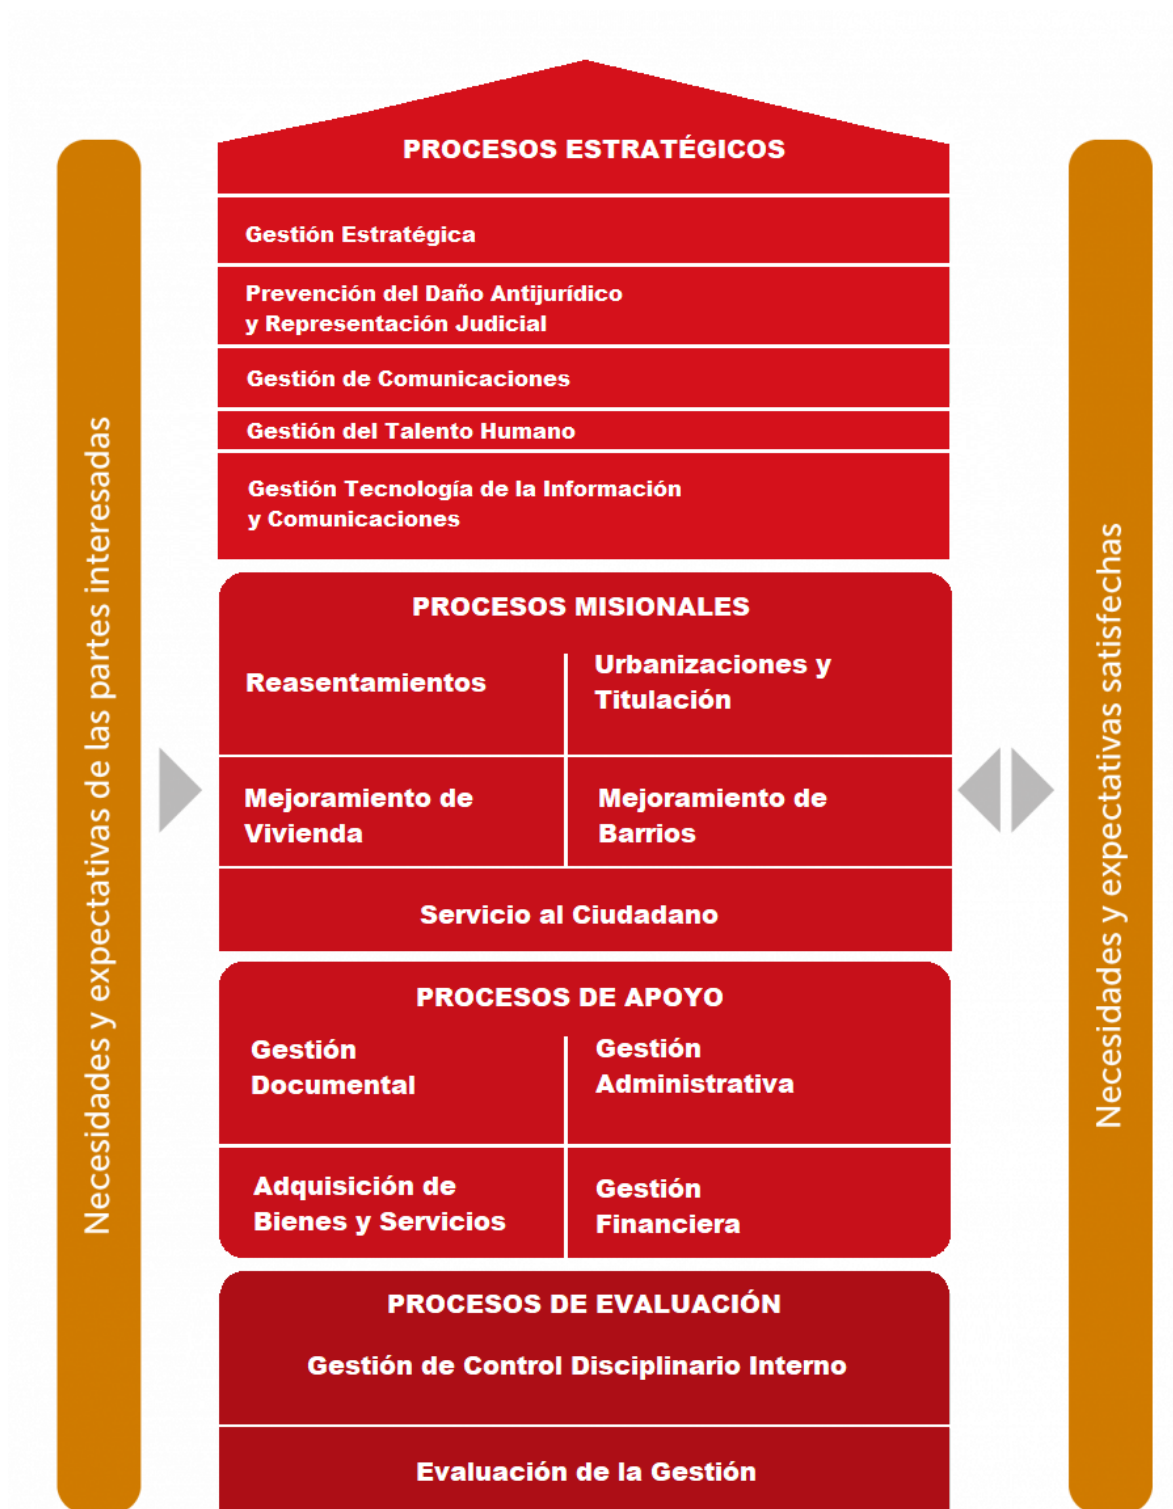 PROCESOS ESTRATÉGICOS
Gestión Estratégica
Prevención del Daño Antijurídico
y Representación Judicial
Gestión de Comunicaciones
Gestión del Talento Humano
Gestión Tecnología de la Información
y Comunicaciones
Necesidades y expectativas de las partes interesadas
PROCESOS MISIONALES
Reasentamientos
Urbanizaciones y
Titulación
Mejoramiento de
Vivienda
Mejoramiento de
Barrios
Servicio al Ciudadano
PROCESOS DE APOYO
Gestión
Documental
Gestión
Administrativa
Adquisición de
Bienes y Servicios
Gestión
Financiera
PROCESOS DE EVALUACIÓN
Gestión de Control Disciplinario Interno
Evaluación de la Gestión
Necesidades y expectativas satisfechas